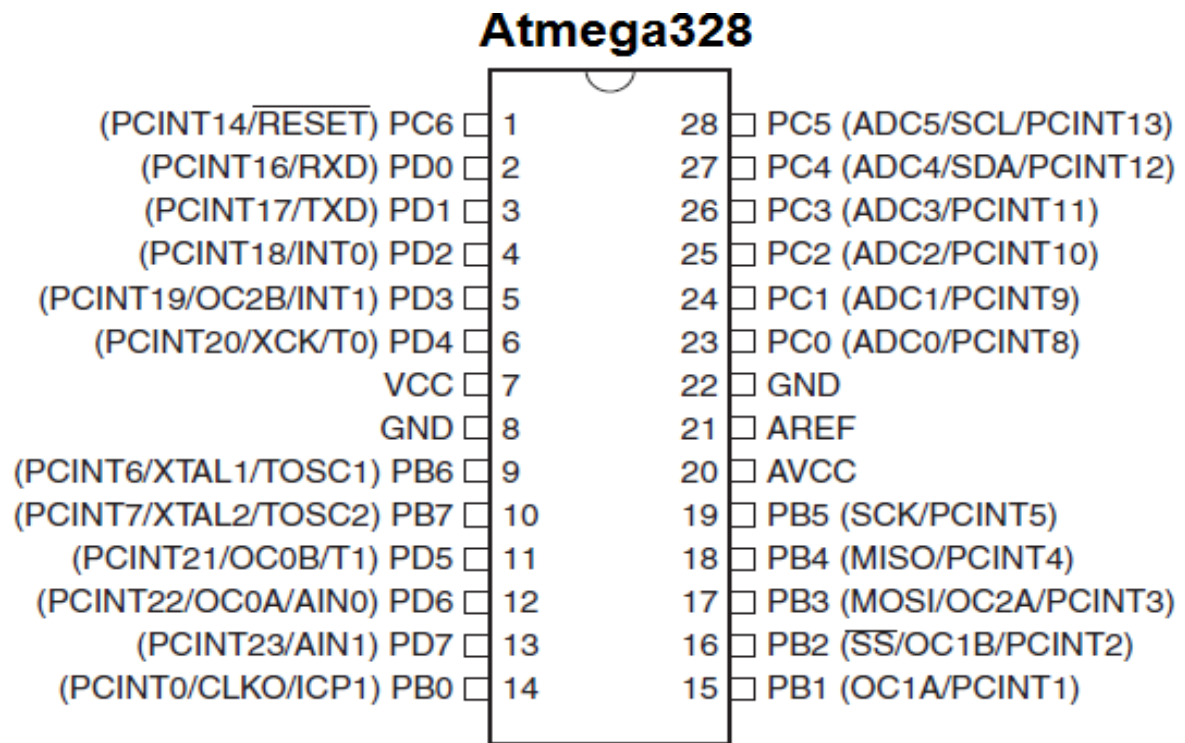 Atmega328
(PCINT14/RESET) PC6 1 28 PC5 (ADC5/SCL/PCINT13)
(PCINT16/RXD) PD0 2 27 PC4 (ADC4/SDA/PCINT12)
(PCINT17/TXD) PD1 3 26 PC3 (ADC3/PCINT11)
(PCINT18/INT0) PD2 4 25 PC2 (ADC2/PCINT10)
(PCINT19/OC2B/INT1) PD3 5 24 PC1 (ADC1/PCINT9)
(PCINT20/XCK/T0) PD4 6 23 PC0 (ADC0/PCINT8)
VCC 7 22 GND
GND 8 21 AREF
(PCINT6/XTAL1/TOSC1) PB6 9 20 AVCC
(PCINT7/XTAL2/TOSC2) PB7 10 19 PB5 (SCK/PCINT5)
(PCINT21/OC0B/T1) PD5 11 18 PB4 (MISO/PCINT4)
(PCINT22/OC0A/AIN0) PD6 12 17 PB3 (MOSI/OC2A/PCINT3)
(PCINT23/AIN1) PD7 13 16 PB2 (SS/OC1B/PCINT2)
(PCINT0/CLKO/ICP1) PB0 14 15 PB1 (OC1A/PCINT1)